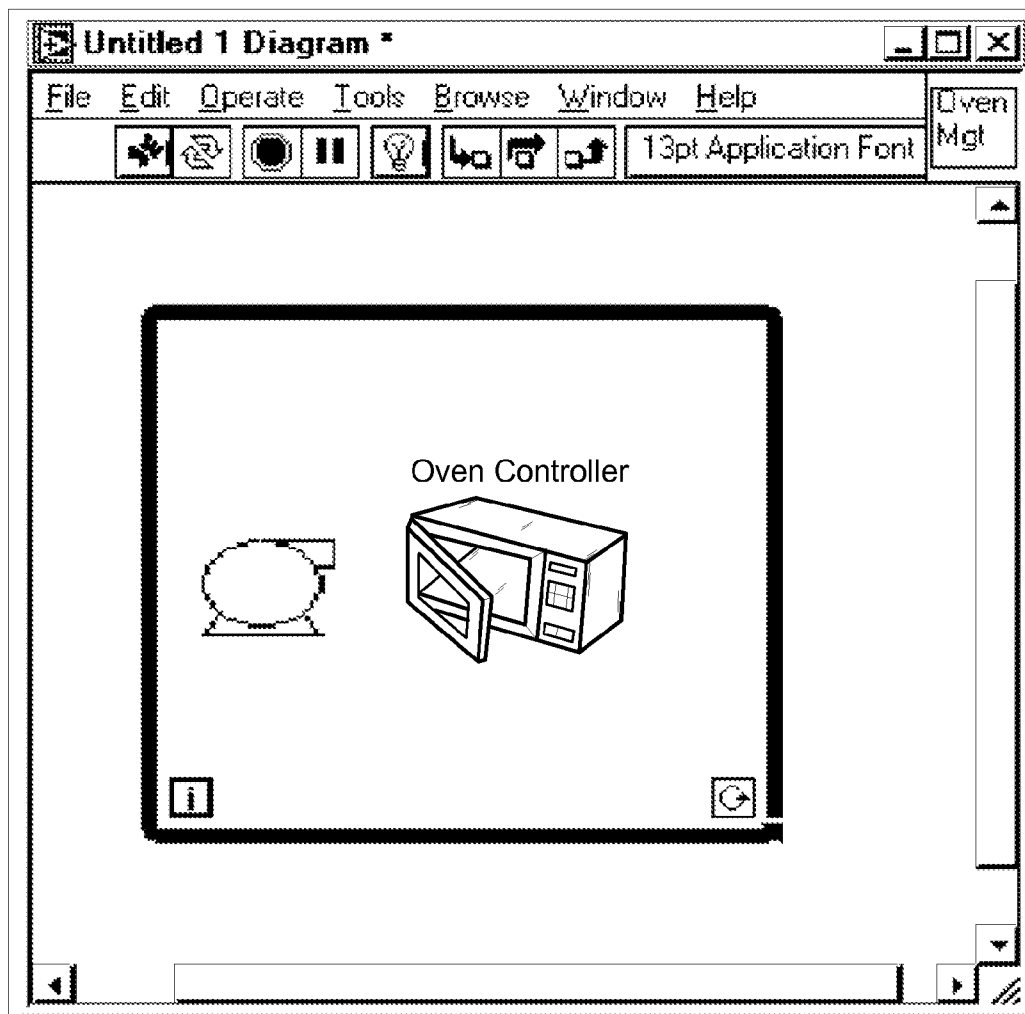 Untitled 1 Diagram *
File Edit Operate Tools Browse Window Help
Oven
Mgt
13pt Application Font
Oven Controller
i